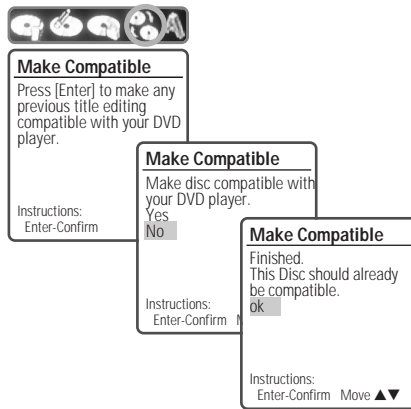 Make Compatible
Press [Enter] to make any
previous title editing
compatible with your DVD
player.
Instructions:
Enter-Confirm
Make Compatible
Make disc compatible with
your DVD player.
Yes
No
Instructions:
Enter-Confirm
Make Compatible
Finished.
This Disc should already
be compatible.
ok
Instructions:
Enter-Confirm Move ▲▼